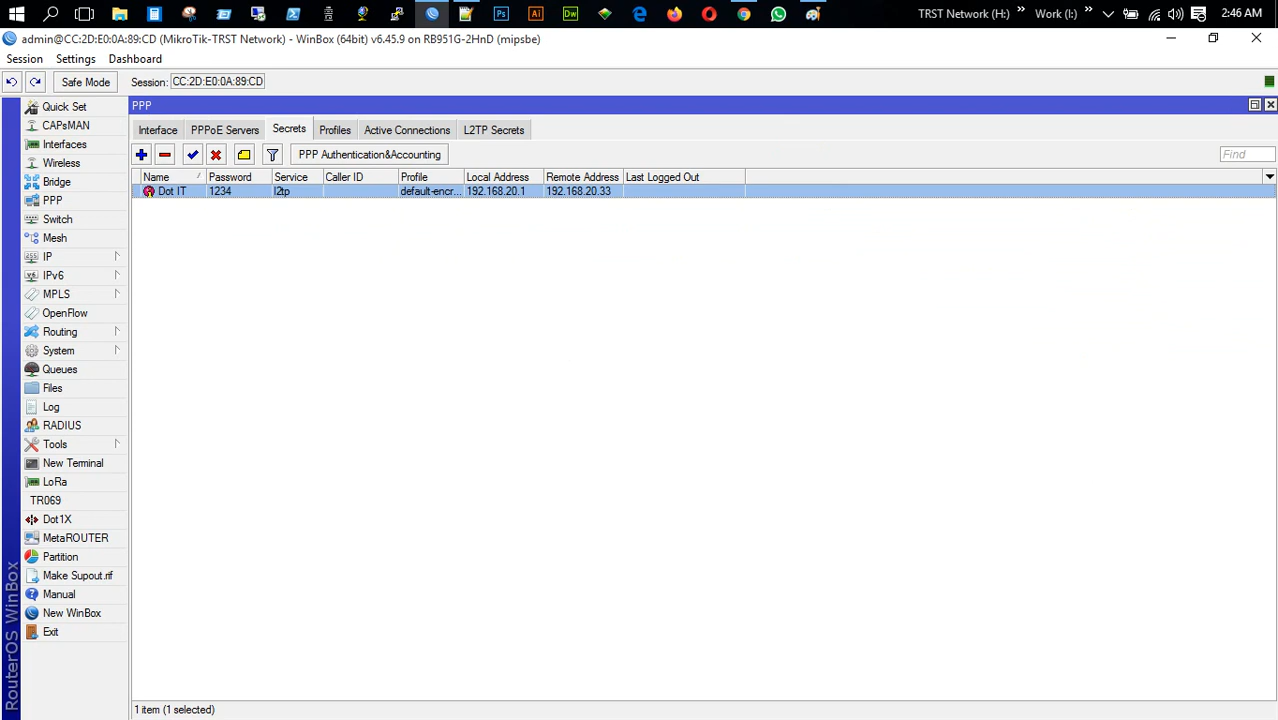 TRST Network (H:) » Work (I:) » 2:46 AM
admin@CC:2D:E0:0A:89:CD (MikroTik-TRST Network) - WinBox (64bit) v6.45.9 on RB951G-2HnD (mipsbe)
Session Settings Dashboard
Safe Mode Session: CC:2D:E0:0A:89:CD
PPP
Interface PPPoE Servers Secrets Profiles Active Connections L2TP Secrets
PPP Authentication&Accounting Find
Name / Password Service Caller ID Profile Local Address Remote Address Last Logged Out
Dot IT 1234 l2tp default-encr... 192.168.20.1 192.168.20.33
Quick Set
CAPsMAN
Interfaces
Wireless
Bridge
PPP
Switch
Mesh
IP
IPv6
MPLS
OpenFlow
Routing
System
Queues
Files
Log
RADIUS
Tools
New Terminal
LoRa
TR069
Dot1X
MetaROUTER
Partition
Make Supout.rif
Manual
New WinBox
Exit
RouterOS WinBox
1 item (1 selected)